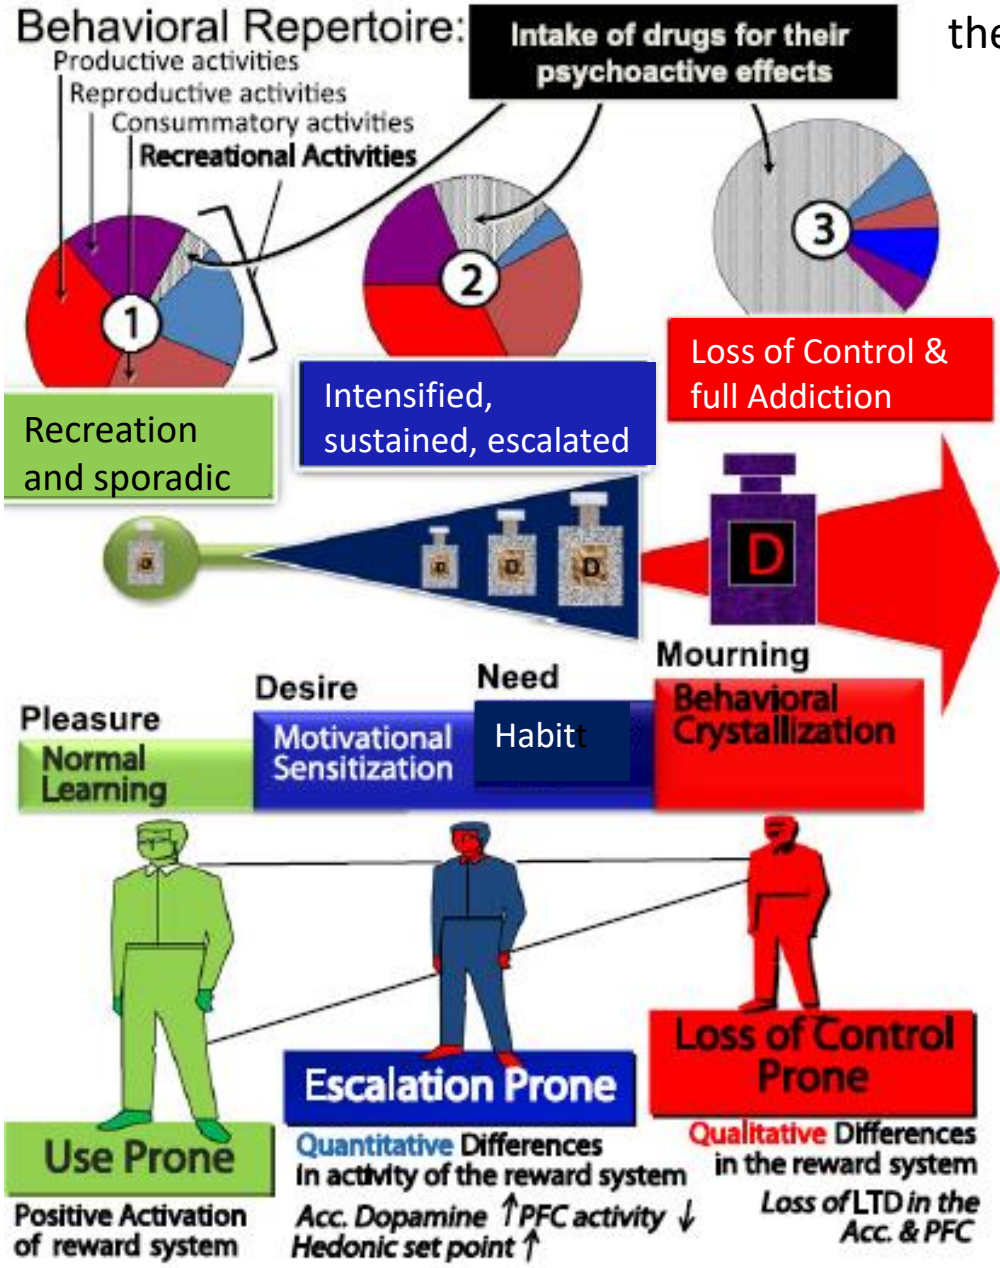 Behavioral Repertoire:
Productive activities
Reproductive activities
Consummatory activities
Recreational Activities
Intake of drugs for their
psychoactive effects
the
1
2
3
Recreation
and sporadic
Intensified,
sustained, escalated
Loss of Control &
full Addiction
D
D
D
D
D
Pleasure
Normal
Learning
Desire
Motivational
Sensitization
Need
Habitt
Mourning
Behavioral
Crystallization
Use Prone
Positive Activation
of reward system
Escalation Prone
Quantitative Differences
in activity of the reward system
Acc. Dopamine ↑PFC activity ↓
Hedonic set point ↑
Loss of Control
Prone
Qualitative Differences
in the reward system
Loss of LTD in the
Acc. & PFC